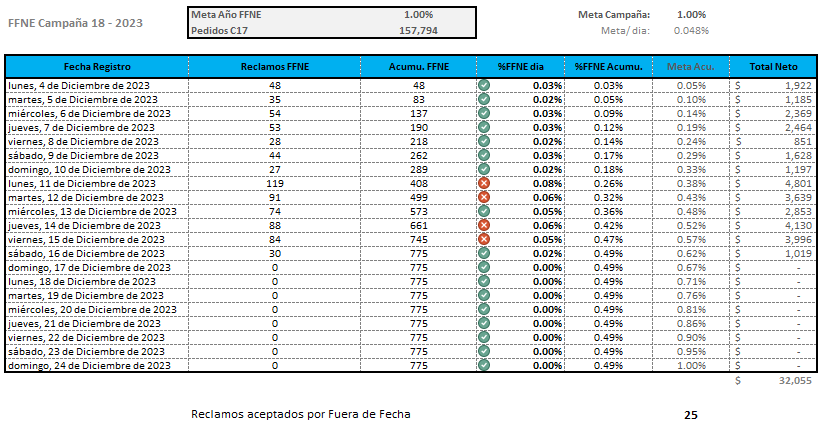 FFNE Campaña 18 - 2023
Meta Año FFNE 1.00%
Pedidos C17 157,794
Meta Campaña: 1.00%
Meta/ dia: 0.048%
Fecha Registro Reclamos FFNE Acumu. FFNE %FFNE dia %FFNE Acumu. Meta Acu. Total Neto
lunes, 4 de Diciembre de 2023 48 48 0.03% 0.03% 0.05% $ 1,922
martes, 5 de Diciembre de 2023 35 83 0.02% 0.05% 0.10% $ 1,185
miércoles, 6 de Diciembre de 2023 54 137 0.03% 0.09% 0.14% $ 2,369
jueves, 7 de Diciembre de 2023 53 190 0.03% 0.12% 0.19% $ 2,464
viernes, 8 de Diciembre de 2023 28 218 0.02% 0.14% 0.24% $ 851
sábado, 9 de Diciembre de 2023 44 262 0.03% 0.17% 0.29% $ 1,628
domingo, 10 de Diciembre de 2023 27 289 0.02% 0.18% 0.33% $ 1,197
lunes, 11 de Diciembre de 2023 119 408 0.08% 0.26% 0.38% $ 4,801
martes, 12 de Diciembre de 2023 91 499 0.06% 0.32% 0.43% $ 3,639
miércoles, 13 de Diciembre de 2023 74 573 0.05% 0.36% 0.48% $ 2,853
jueves, 14 de Diciembre de 2023 88 661 0.06% 0.42% 0.52% $ 4,130
viernes, 15 de Diciembre de 2023 84 745 0.05% 0.47% 0.57% $ 3,996
sábado, 16 de Diciembre de 2023 30 775 0.02% 0.49% 0.62% $ 1,019
domingo, 17 de Diciembre de 2023 0 775 0.00% 0.49% 0.67% $ -
lunes, 18 de Diciembre de 2023 0 775 0.00% 0.49% 0.71% $ -
martes, 19 de Diciembre de 2023 0 775 0.00% 0.49% 0.76% $ -
miércoles, 20 de Diciembre de 2023 0 775 0.00% 0.49% 0.81% $ -
jueves, 21 de Diciembre de 2023 0 775 0.00% 0.49% 0.86% $ -
viernes, 22 de Diciembre de 2023 0 775 0.00% 0.49% 0.90% $ -
sábado, 23 de Diciembre de 2023 0 775 0.00% 0.49% 0.95% $ -
domingo, 24 de Diciembre de 2023 0 775 0.00% 0.49% 1.00% $ -
$ 32,055
Reclamos aceptados por Fuera de Fecha 25